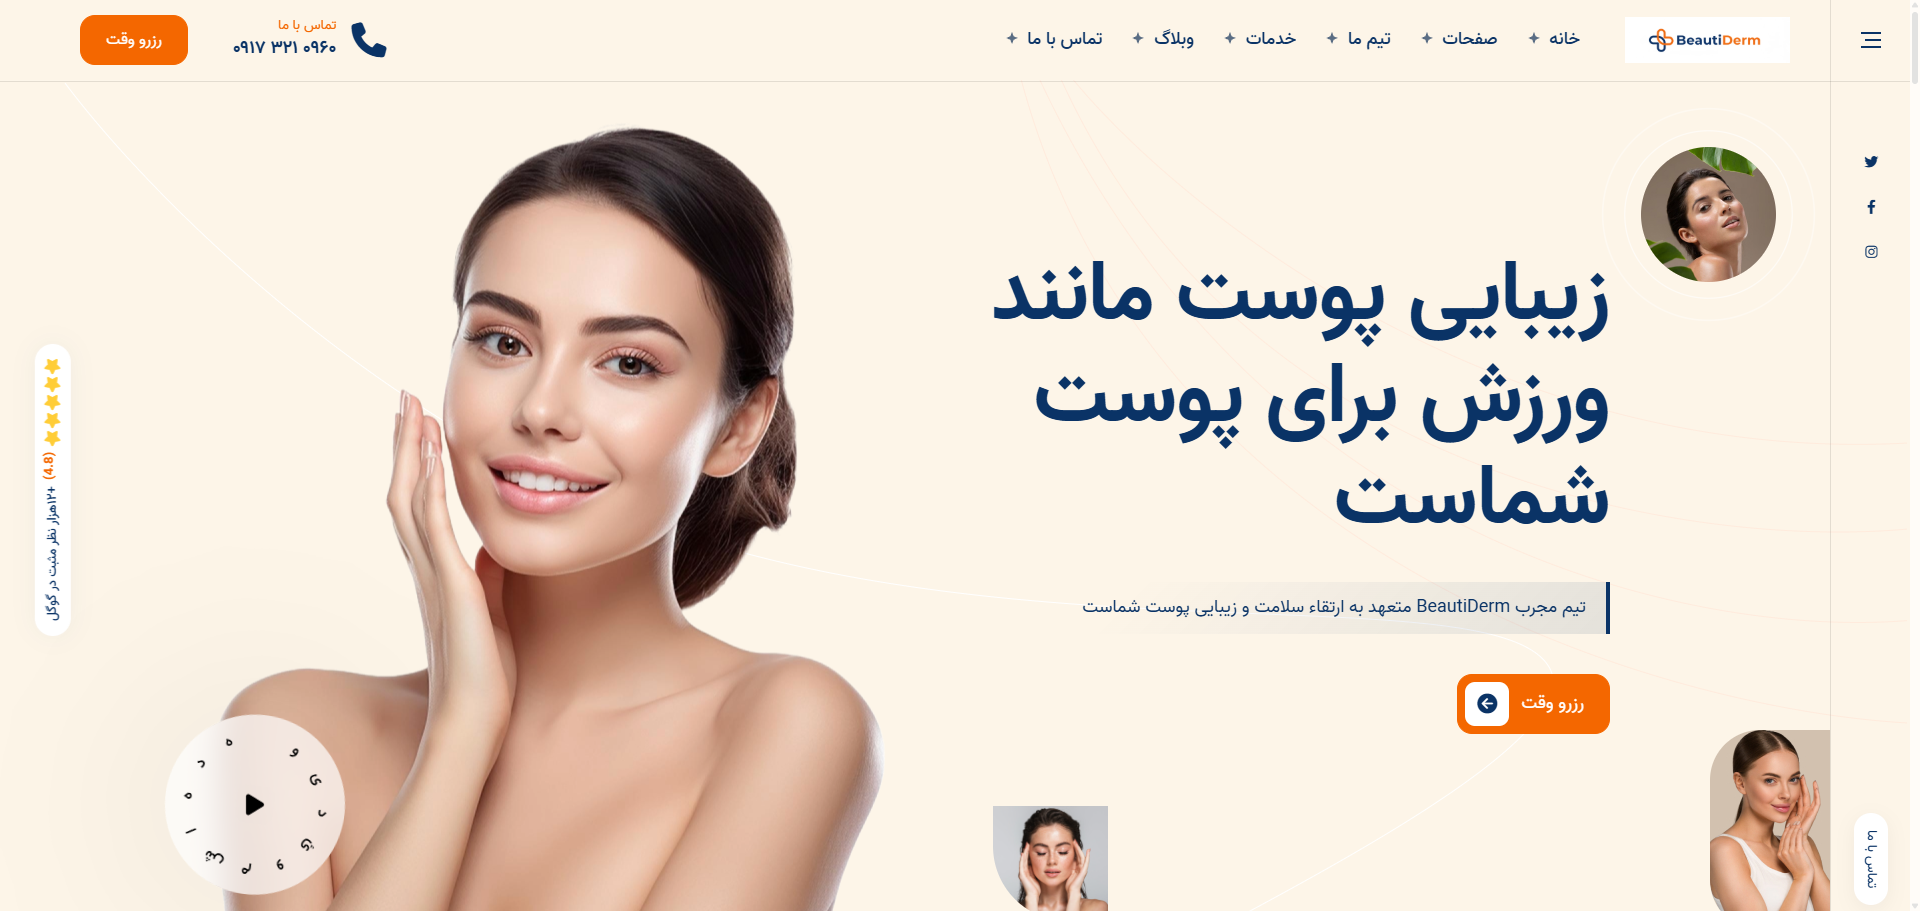 BeautiDerm
خانه
صفحات
تیم ما
خدمات
وبلاگ
تماس با ما
تماس با ما
۰۹۱۷ ۳۲۱ ۰۹۶۰
رزرو وقت
زیبایی پوست مانند
ورزش برای پوست
شماست
تیم مجرب BeautiDerm متعهد به ارتقاء سلامت و زیبایی پوست شماست
رزرو وقت
(4.8) +۱۲هزار نظر مثبت در گوگل
تماس با ما